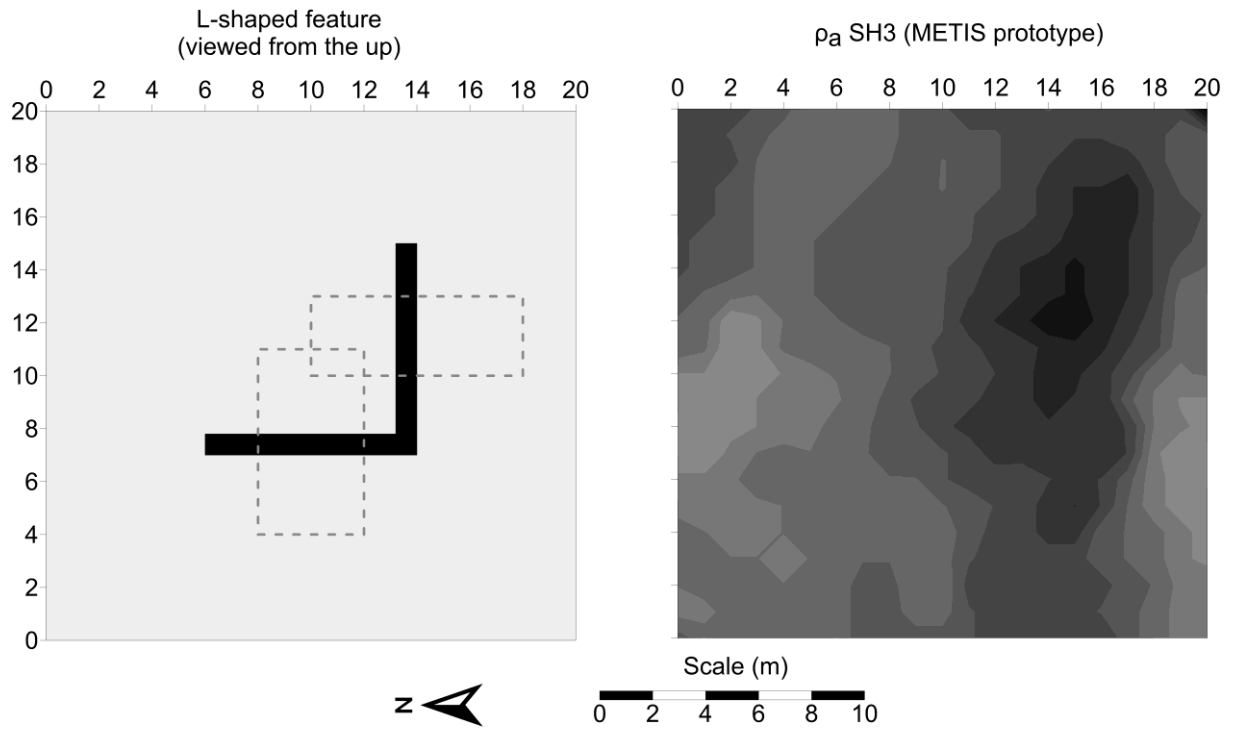 L-shaped feature
(viewed from the up)
0 2 4 6 8 10 12 14 16 18 20
20
18
16
14
12
10
8
6
4
2
0
ρa SH3 (METIS prototype)
0 2 4 6 8 10 12 14 16 18 20
N
Scale (m)
0 2 4 6 8 10